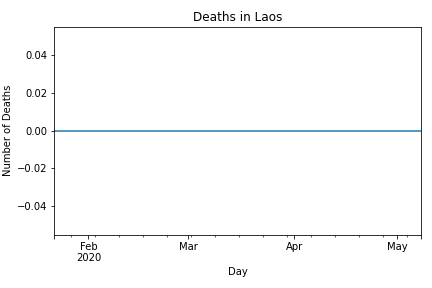 Deaths in Laos
0.04
0.02
0.00
−0.02
−0.04
Number of Deaths
Feb
2020
Mar
Apr
May
Day